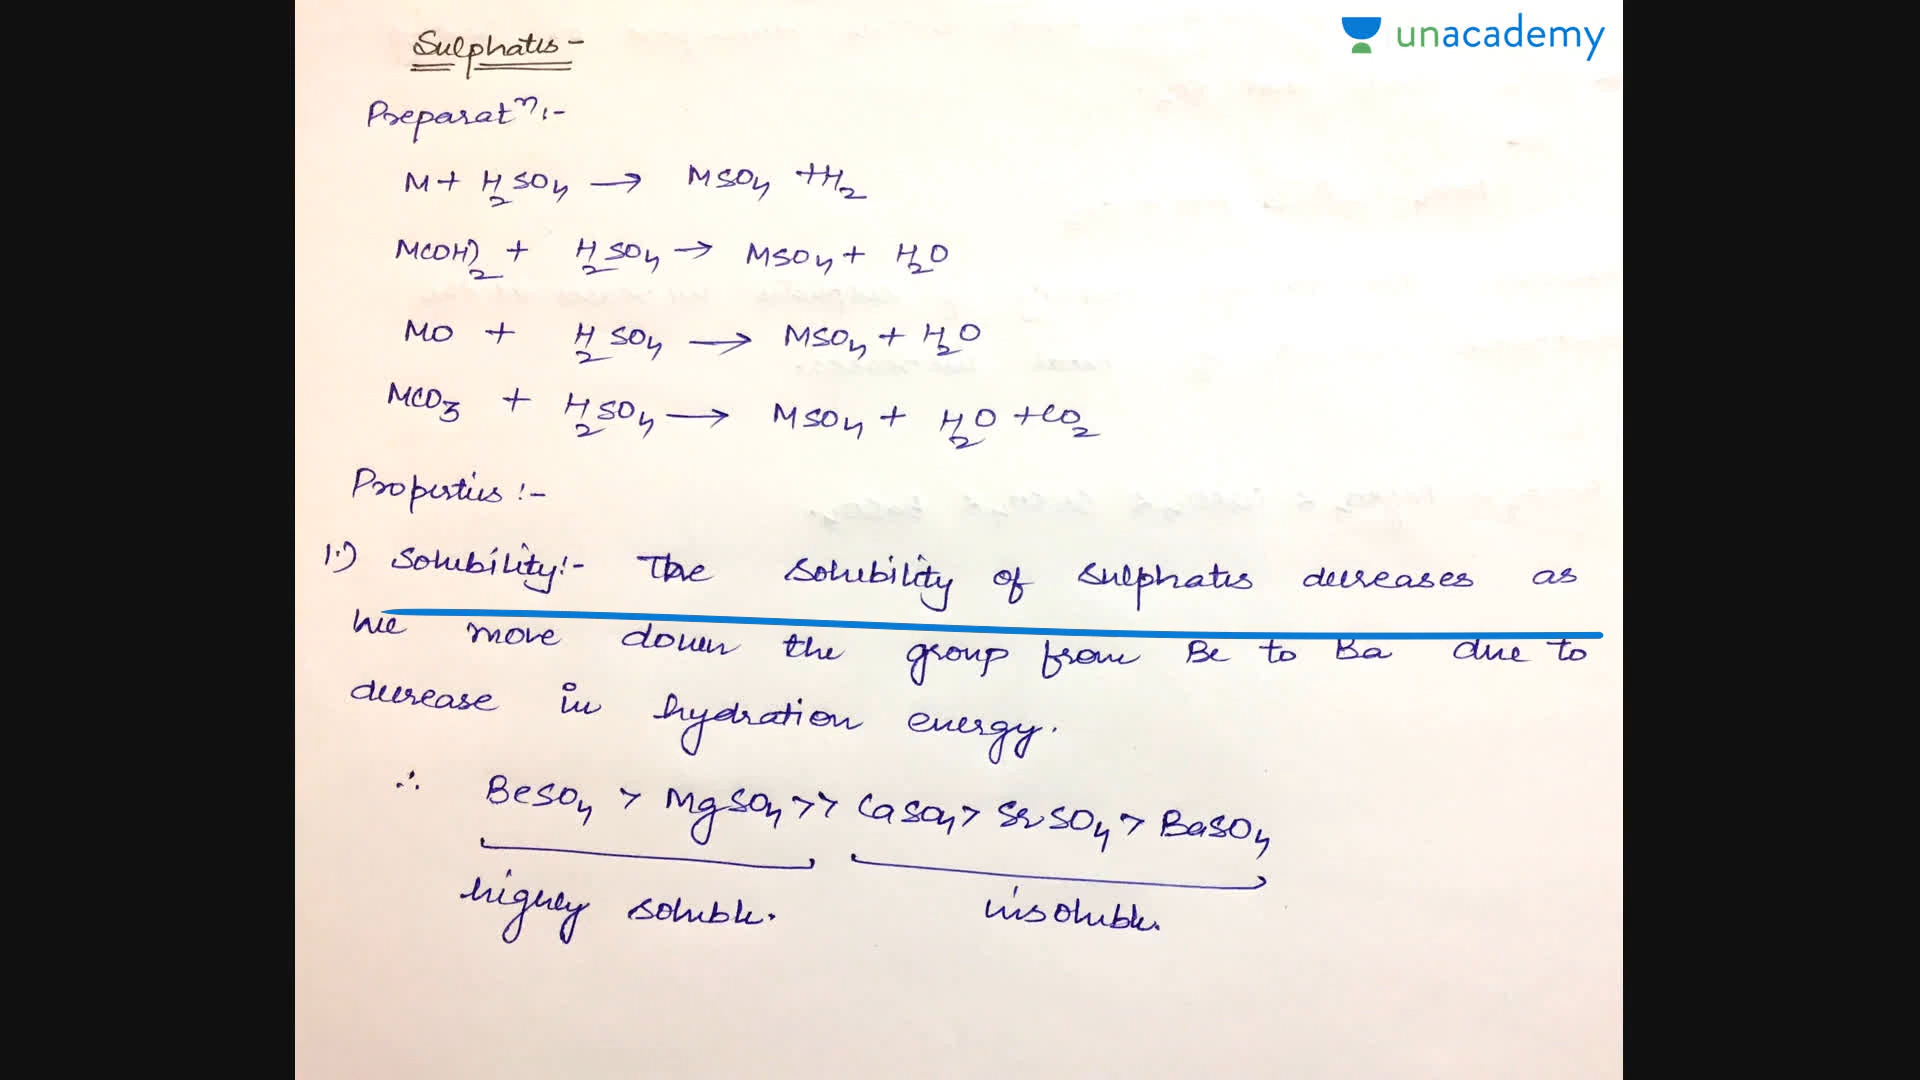 unacademy
Sulphates -
Preparatⁿ:-
M + H₂SO₄ → MSO₄ + H₂
M(OH)₂ + H₂SO₄ → MSO₄ + H₂O
MO + H₂SO₄ → MSO₄ + H₂O
MCO₃ + H₂SO₄ → MSO₄ + H₂O + CO₂
Properties :-
1.) Solubility:- The solubility of sulphates decreases as
we move down the group from Be to Ba due to
decrease in hydration energy.
∴ BeSO₄ > MgSO₄ >> CaSO₄ > SrSO₄ > BaSO₄
highly soluble. insoluble.